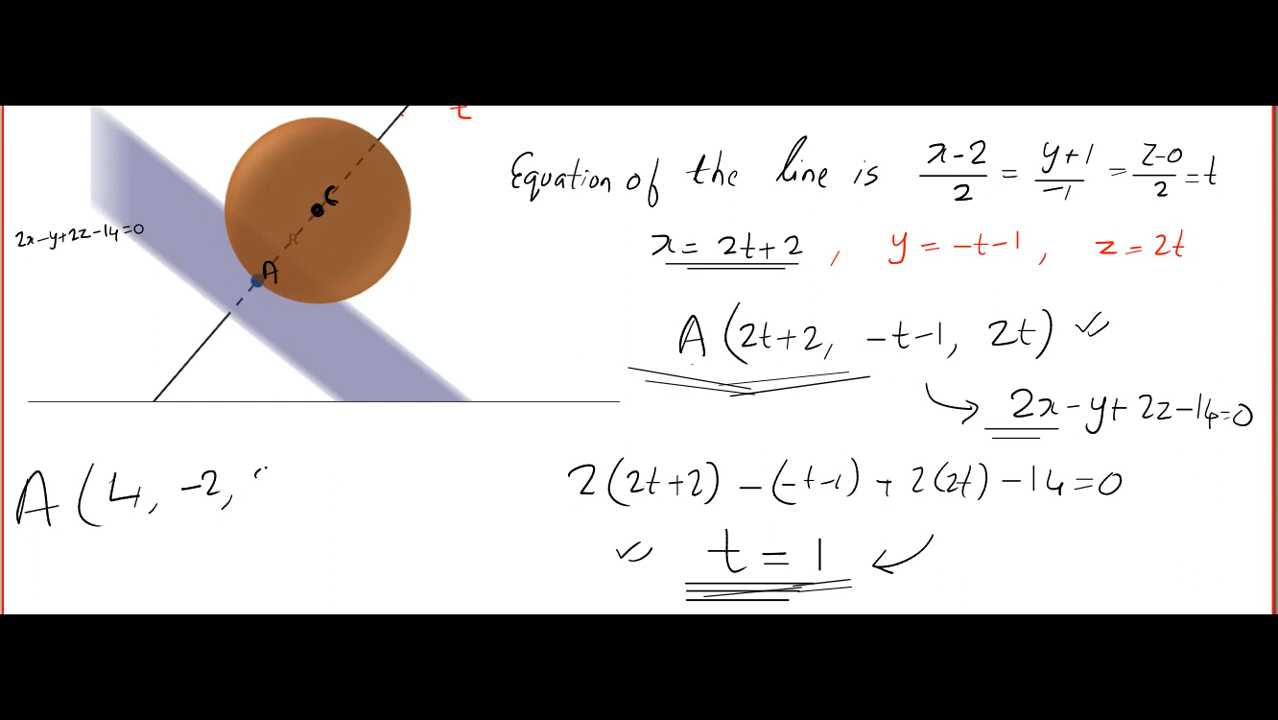 t
Equation of the line is (x-2)/2 = (y+1)/-1 = (z-0)/2 = t
x = 2t+2 , y = -t-1 , z = 2t
C
2x-y+2z-14=0
A
A (2t+2, -t-1, 2t)
2x-y+2z-14=0
A (4, -2,
2(2t+2) - (-t-1) + 2(2t) - 14 = 0
t = 1